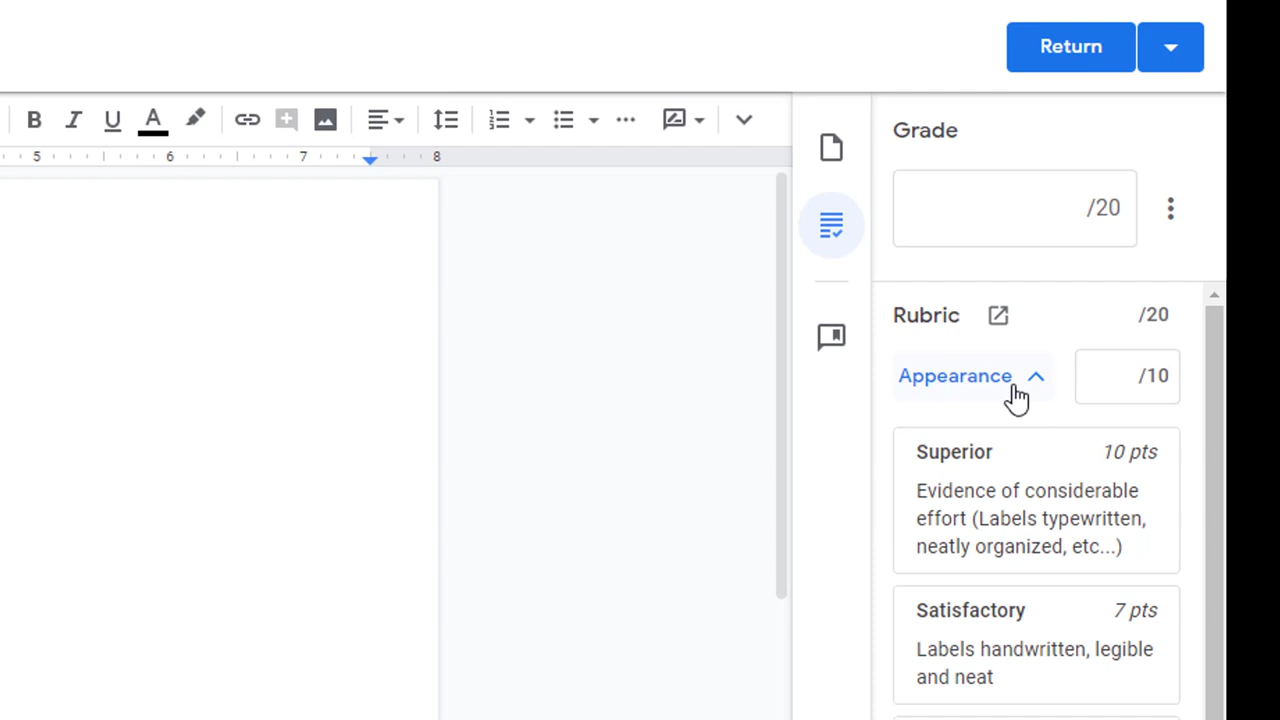 Return
B I U A
5 6 7 8
Grade
/20
Rubric /20
Appearance /10
Superior 10 pts
Evidence of considerable
effort (Labels typewritten,
neatly organized, etc...)
Satisfactory 7 pts
Labels handwritten, legible
and neat